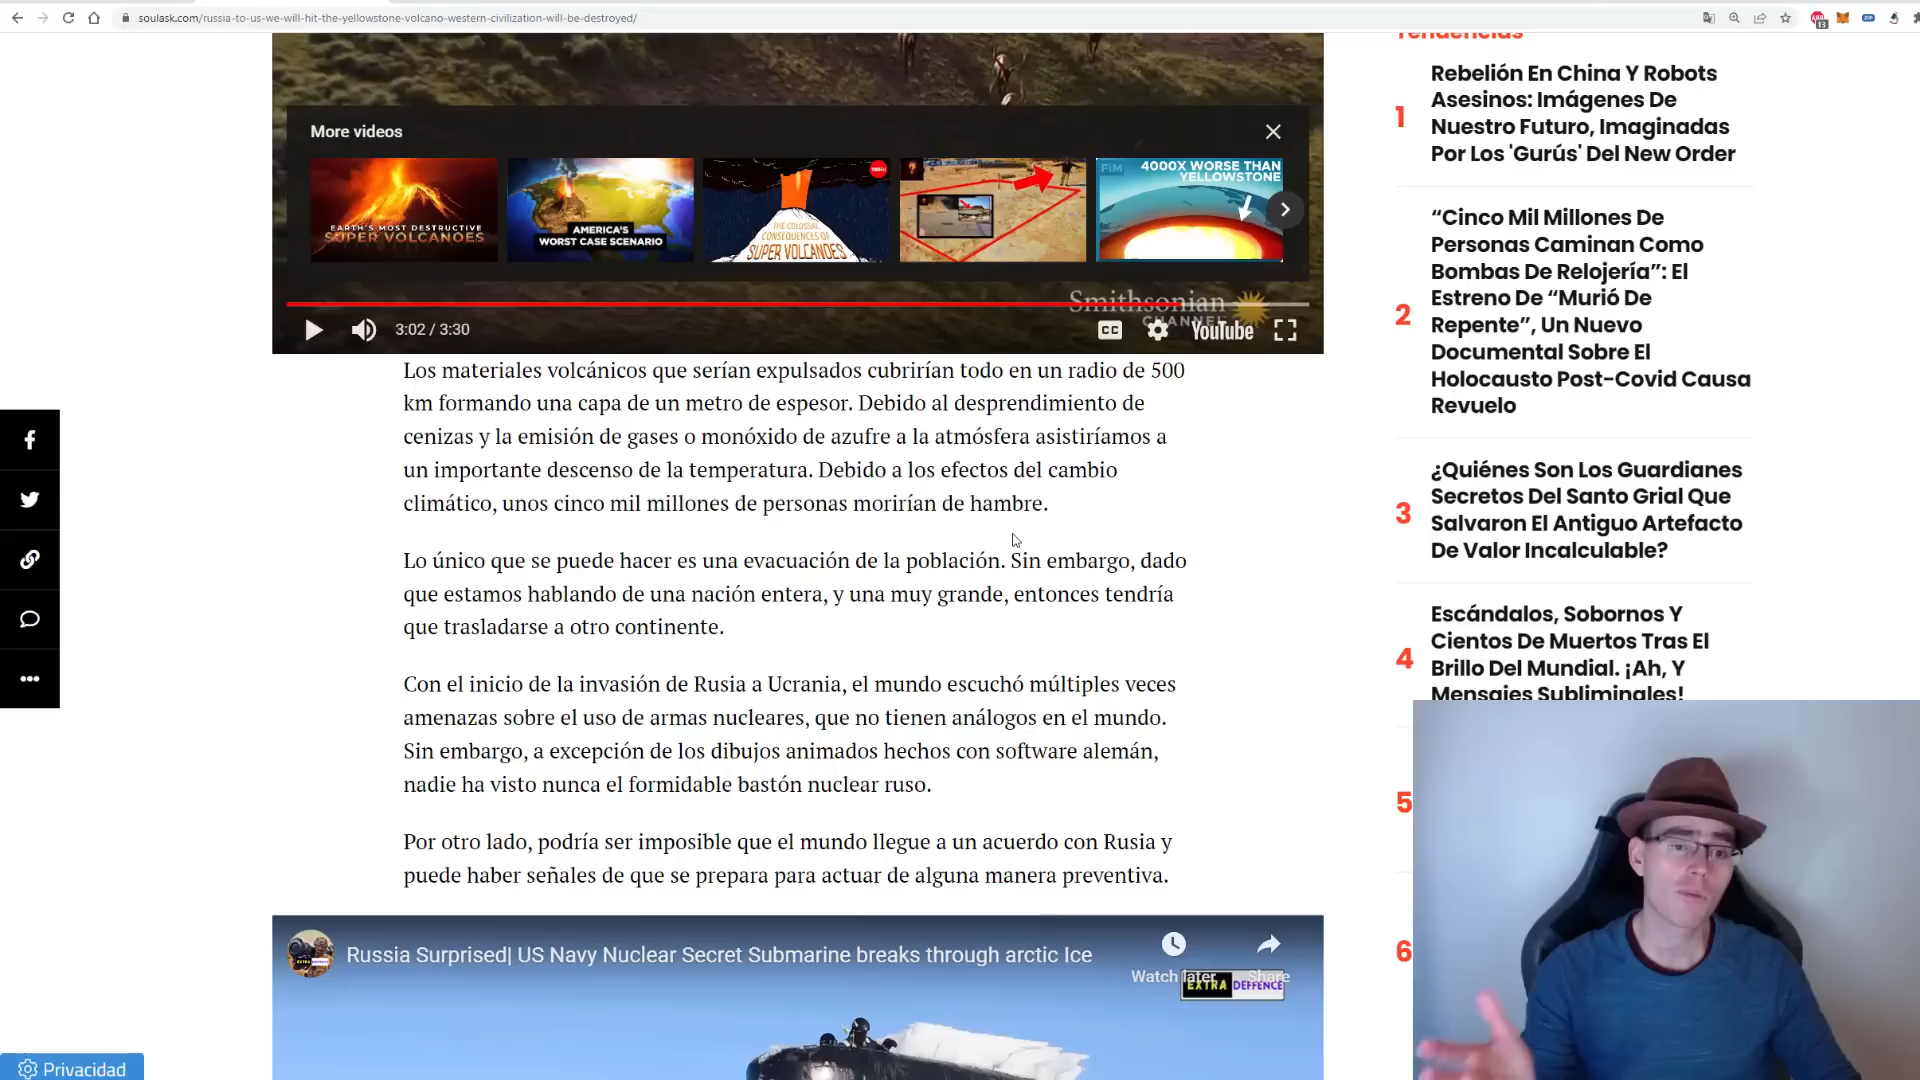 soulask.com/russia-to-us-we-will-hit-the-yellowstone-volcano-western-civilization-will-be-destroyed/
More videos
EARTH'S MOST DESTRUCTIVE
SUPER VOLCANOES
AMERICA'S
WORST CASE SCENARIO
THE COLOSSAL
CONSEQUENCES OF
SUPER VOLCANOES
FiM
4000X WORSE THAN
YELLOWSTONE
Smithsonian
CHANNEL
3:02 / 3:30
CC
YouTube
Los materiales volcánicos que serían expulsados cubrirían todo en un radio de 500
km formando una capa de un metro de espesor. Debido al desprendimiento de
cenizas y la emisión de gases o monóxido de azufre a la atmósfera asistiríamos a
un importante descenso de la temperatura. Debido a los efectos del cambio
climático, unos cinco mil millones de personas morirían de hambre.
Lo único que se puede hacer es una evacuación de la población. Sin embargo, dado
que estamos hablando de una nación entera, y una muy grande, entonces tendría
que trasladarse a otro continente.
Con el inicio de la invasión de Rusia a Ucrania, el mundo escuchó múltiples veces
amenazas sobre el uso de armas nucleares, que no tienen análogos en el mundo.
Sin embargo, a excepción de los dibujos animados hechos con software alemán,
nadie ha visto nunca el formidable bastón nuclear ruso.
Por otro lado, podría ser imposible que el mundo llegue a un acuerdo con Rusia y
puede haber señales de que se prepara para actuar de alguna manera preventiva.
Russia Surprised| US Navy Nuclear Secret Submarine breaks through arctic Ice
Watch later
Share
EXTRA DEFFENCE
Privacidad
Tendencias
1
Rebelión En China Y Robots
Asesinos: Imágenes De
Nuestro Futuro, Imaginadas
Por Los 'Gurús' Del New Order
2
“Cinco Mil Millones De
Personas Caminan Como
Bombas De Relojería”: El
Estreno De “Murió De
Repente”, Un Nuevo
Documental Sobre El
Holocausto Post-Covid Causa
Revuelo
3
¿Quiénes Son Los Guardianes
Secretos Del Santo Grial Que
Salvaron El Antiguo Artefacto
De Valor Incalculable?
4
Escándalos, Sobornos Y
Cientos De Muertos Tras El
Brillo Del Mundial. ¡Ah, Y
Mensajes Subliminales!
5
6